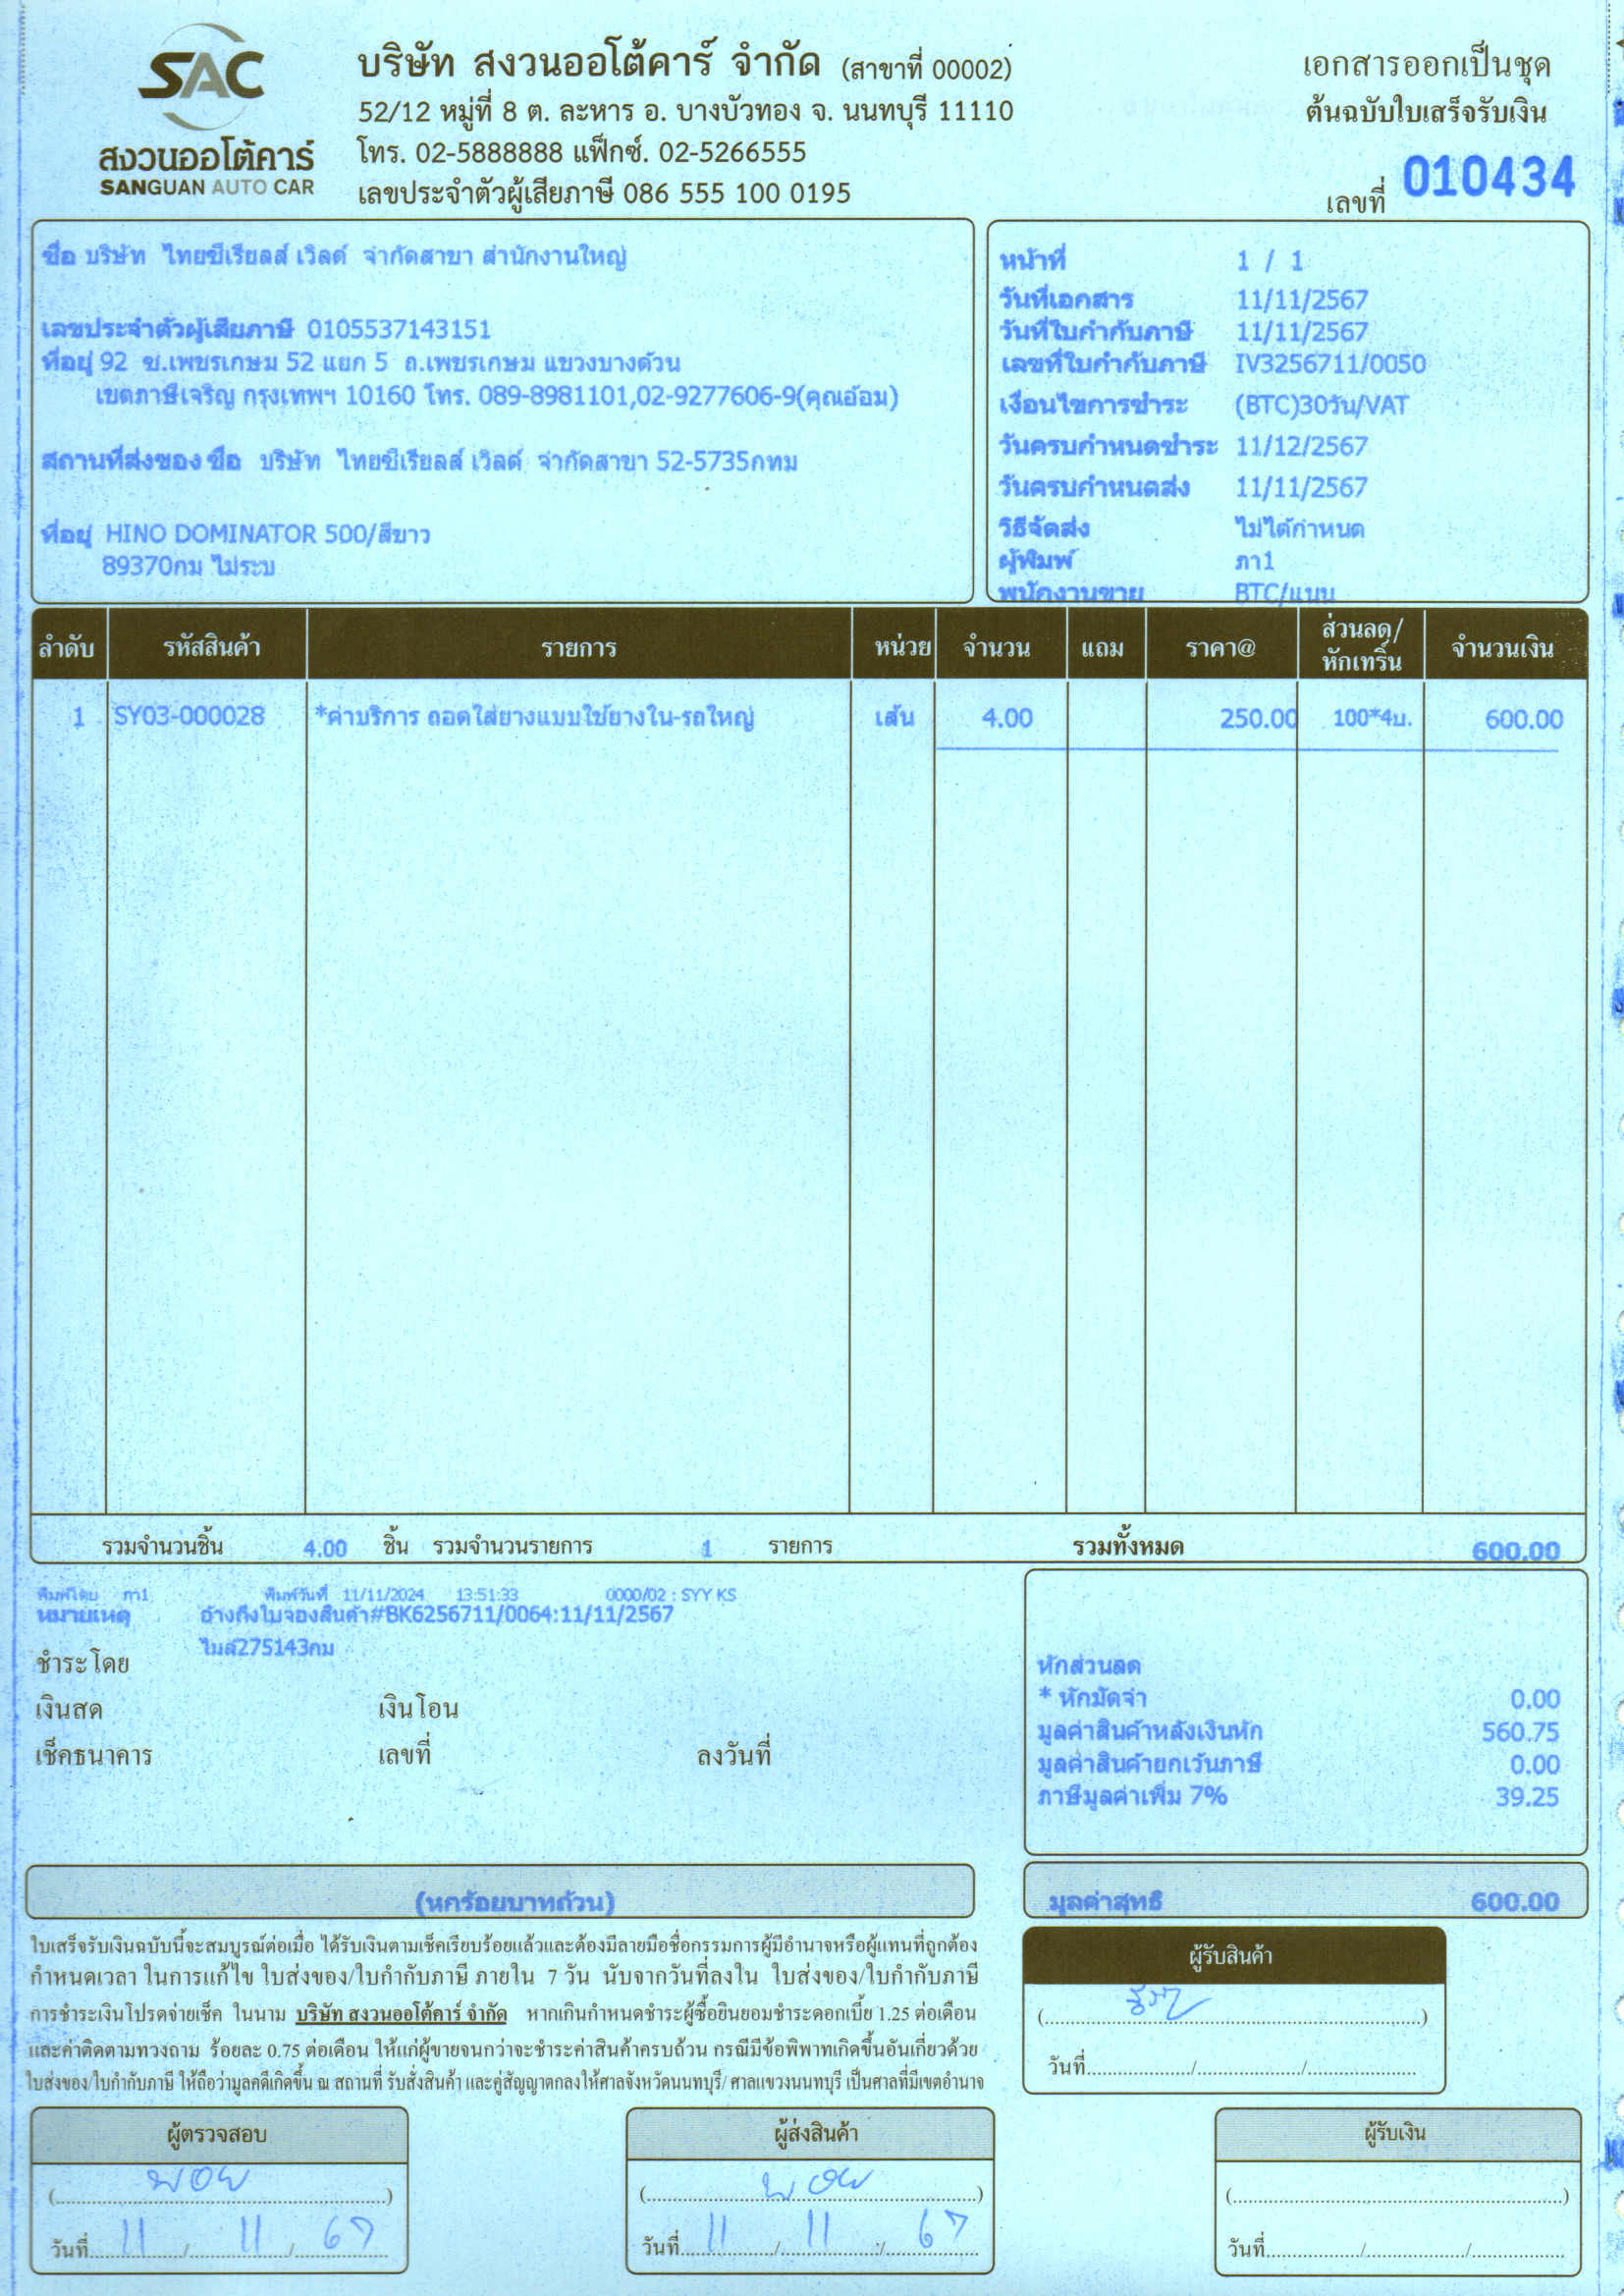 SAC
สงวนออโต้คาร์
SANGUAN AUTO CAR
บริษัท สงวนออโต้คาร์ จำกัด (สาขาที่ 00002)
52/12 หมู่ที่ 8 ต. ละหาร อ. บางบัวทอง จ. นนทบุรี 11110
โทร. 02-5888888 แฟ็กซ์. 02-5266555
เลขประจำตัวผู้เสียภาษี 086 555 100 0195
เอกสารออกเป็นชุด
ต้นฉบับใบเสร็จรับเงิน
เลขที่ 010434
ชื่อ บริษัท ไทยซีเรียลส์ เวิลด์ จำกัดสาขา สำนักงานใหญ่
เลขประจำตัวผู้เสียภาษี 0105537143151
ที่อยู่ 92 ซ.เพชรเกษม 52 แยก 5 ถ.เพชรเกษม แขวงบางด้วน
เขตภาษีเจริญ กรุงเทพฯ 10160 โทร. 089-8981101,02-9277606-9(คุณอ้อม)
สถานที่ส่งของ ชื่อ บริษัท ไทยซีเรียลส์ เวิลด์ จำกัดสาขา 52-5735กทม
ที่อยู่ HINO DOMINATOR 500/สีขาว
89370กม ไม่ระบ
หน้าที่ 1 / 1
วันที่เอกสาร 11/11/2567
วันที่ใบกำกับภาษี 11/11/2567
เลขที่ใบกำกับภาษี IV3256711/0050
เงื่อนไขการชำระ (BTC)30วัน/VAT
วันครบกำหนดชำระ 11/12/2567
วันครบกำหนดส่ง 11/11/2567
วิธีจัดส่ง ไม่ได้กำหนด
ผู้พิมพ์ ภา1
พนักงานขาย BTC/แนน
ลำดับ รหัสสินค้า รายการ หน่วย จำนวน แถม ราคา@ ส่วนลด/หักเทริ์น จำนวนเงิน
1 SY03-000028 *ค่าบริการ ถอดใส่ยางแบบใช้ยางใน-รถใหญ่ เส้น 4.00 250.00 100*4บ. 600.00
รวมจำนวนชิ้น 4.00 ชิ้น รวมจำนวนรายการ 1 รายการ รวมทั้งหมด 600.00
พิมพ์โดย ภา1 พิมพ์วันที่ 11/11/2024 13:51:33 0000/02 : SYY KS
หมายเหตุ อ้างถึงใบจองสินค้า#BK6256711/0064:11/11/2567
ไมล์275143กม
ชำระโดย
เงินสด เงินโอน
เช็คธนาคาร เลขที่ ลงวันที่
หักส่วนลด
* หักมัดจำ 0.00
มูลค่าสินค้าหลังเงินหัก 560.75
มูลค่าสินค้ายกเว้นภาษี 0.00
ภาษีมูลค่าเพิ่ม 7% 39.25
(หกร้อยบาทถ้วน)
มูลค่าสุทธิ 600.00
ใบเสร็จรับเงินฉบับนี้จะสมบูรณ์ต่อเมื่อ ได้รับเงินตามเช็คเรียบร้อยแล้วและต้องมีลายมือชื่อกรรมการผู้มีอำนาจหรือผู้แทนที่ถูกต้อง
กำหนดเวลา ในการแก้ไข ใบส่งของ/ใบกำกับภาษี ภายใน 7 วัน นับจากวันที่ลงใน ใบส่งของ/ใบกำกับภาษี
การชำระเงินโปรดจ่ายเช็ค ในนาม บริษัท สงวนออโต้คาร์ จำกัด หากเกินกำหนดชำระผู้ซื้อยินยอมชำระดอกเบี้ย 1.25 ต่อเดือน
และค่าติดตามทวงถาม ร้อยละ 0.75 ต่อเดือน ให้แก่ผู้ขายจนกว่าจะชำระค่าสินค้าครบถ้วน กรณีมีข้อพิพาทเกิดขึ้นอันเกี่ยวด้วย
ใบส่งของ/ใบกำกับภาษี ให้ถือว่ามูลคดีเกิดขึ้น ณ สถานที่ รับสั่งสินค้า และคู่สัญญาตกลงให้ศาลจังหวัดนนทบุรี/ ศาลแขวงนนทบุรี เป็นศาลที่มีเขตอำนาจ
ผู้รับสินค้า
(....................)
วันที่........../........../..........
ผู้ตรวจสอบ
(พลอย)
วันที่ 11 / 11 / 67
ผู้ส่งสินค้า
(พลอย)
วันที่ 11 / 11 / 67
ผู้รับเงิน
(....................)
วันที่........../........../..........